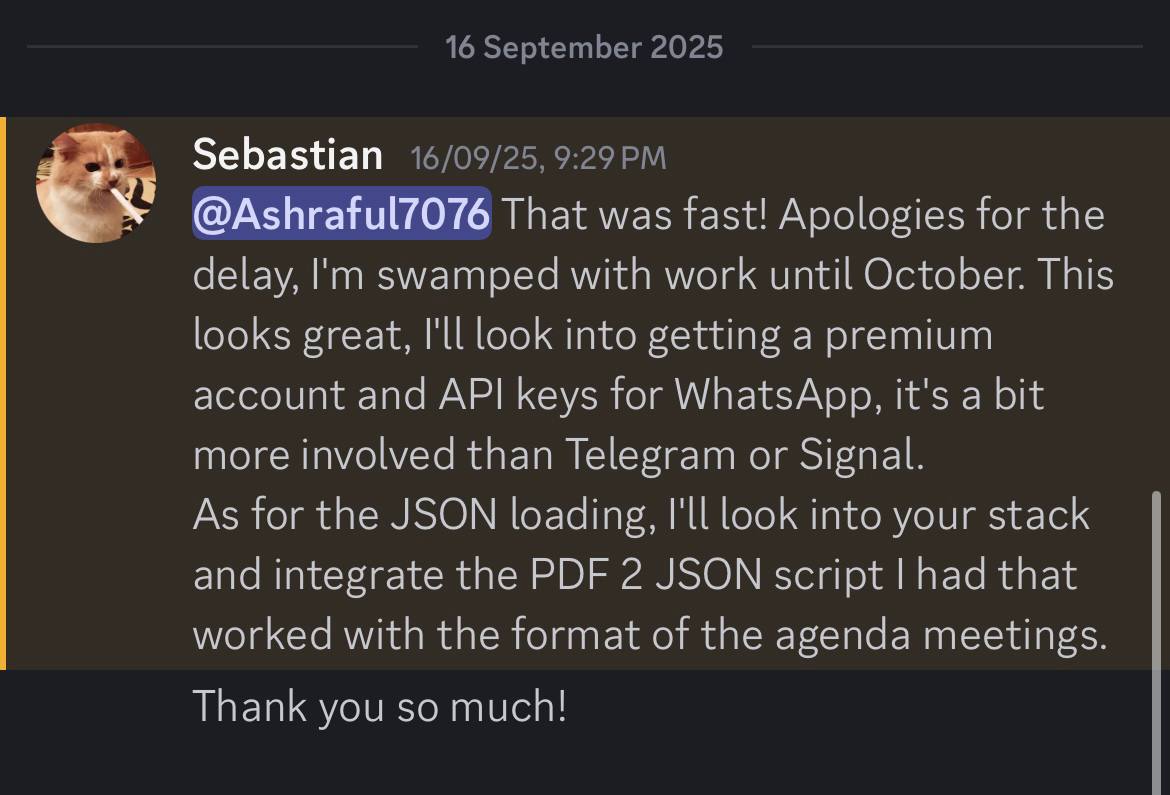 16 September 2025
Sebastian 16/09/25, 9:29 PM
@Ashraful7076 That was fast! Apologies for the
delay, I'm swamped with work until October. This
looks great, I'll look into getting a premium
account and API keys for WhatsApp, it's a bit
more involved than Telegram or Signal.
As for the JSON loading, I'll look into your stack
and integrate the PDF 2 JSON script I had that
worked with the format of the agenda meetings.
Thank you so much!